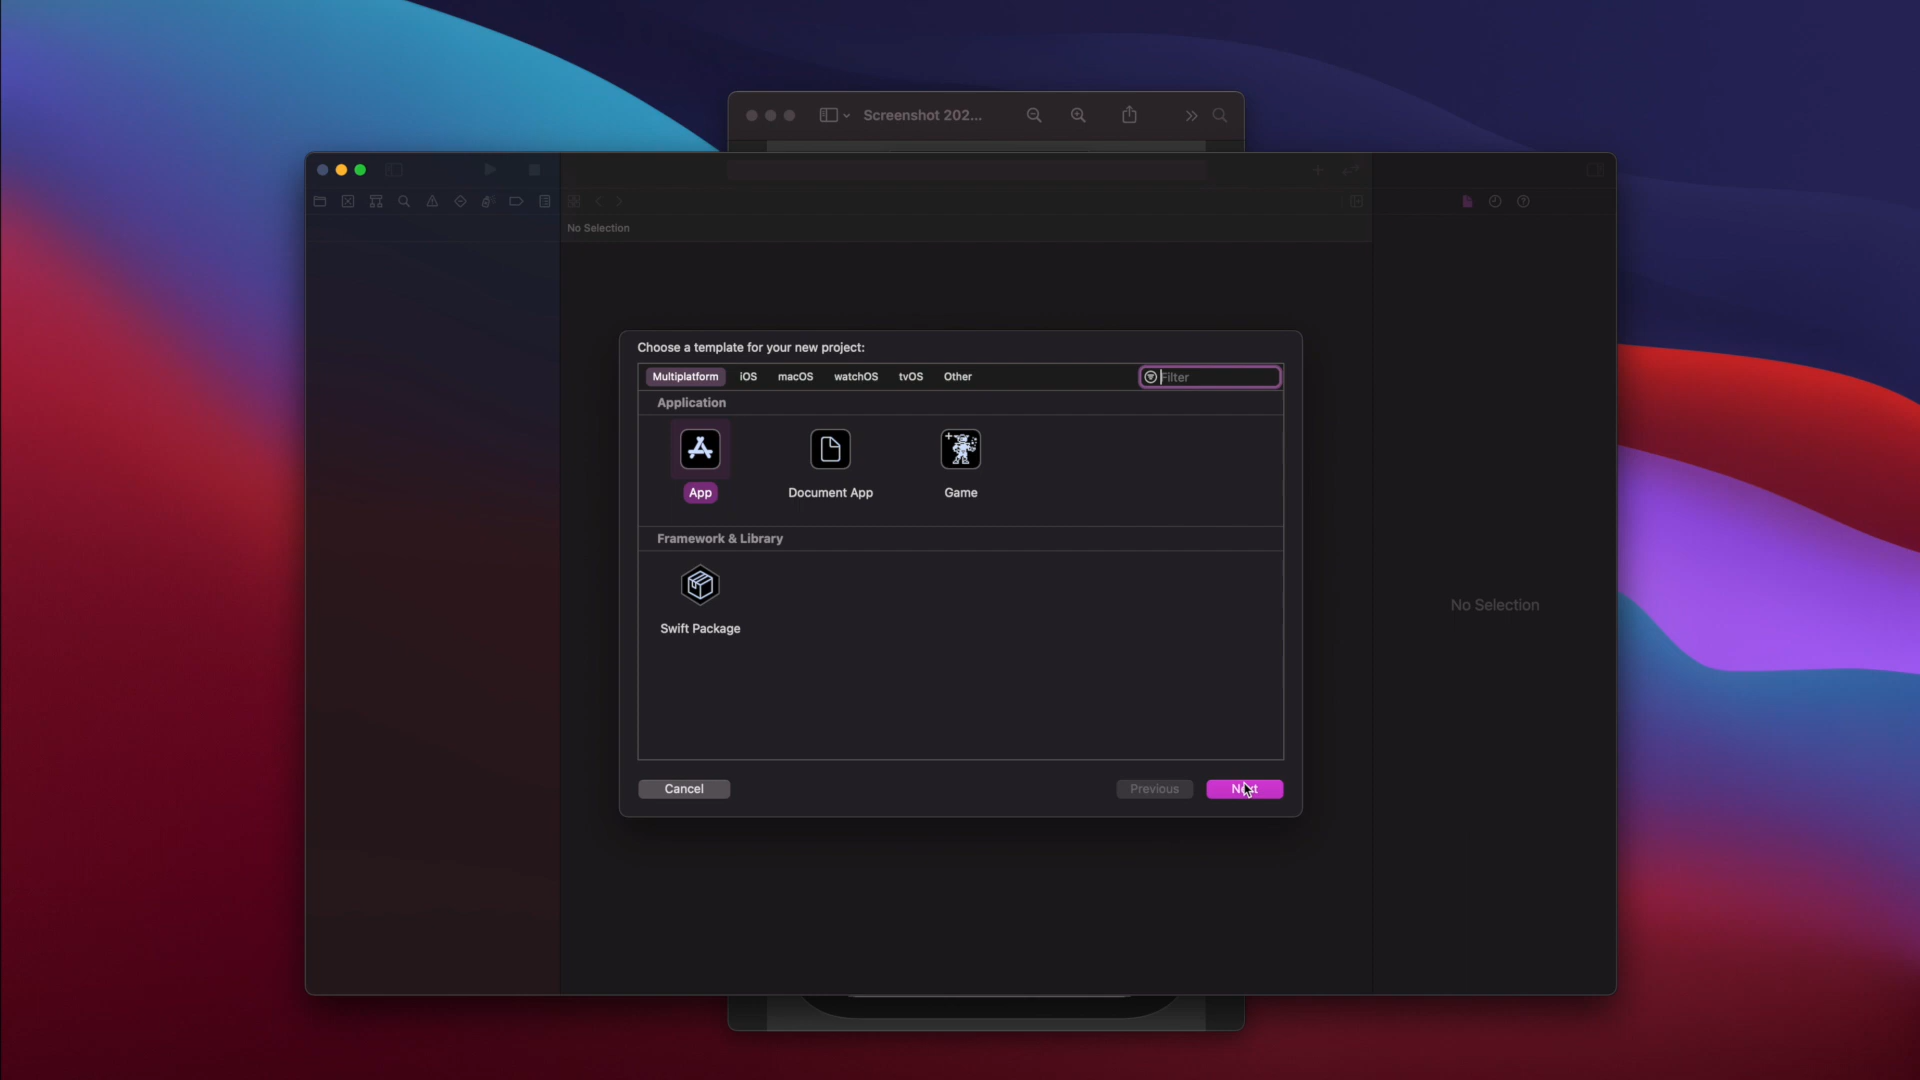 Screenshot 202...
No Selection
Choose a template for your new project:
Multiplatform iOS macOS watchOS tvOS Other Filter
Application
App Document App Game
Framework & Library
Swift Package
No Selection
Cancel Previous Next